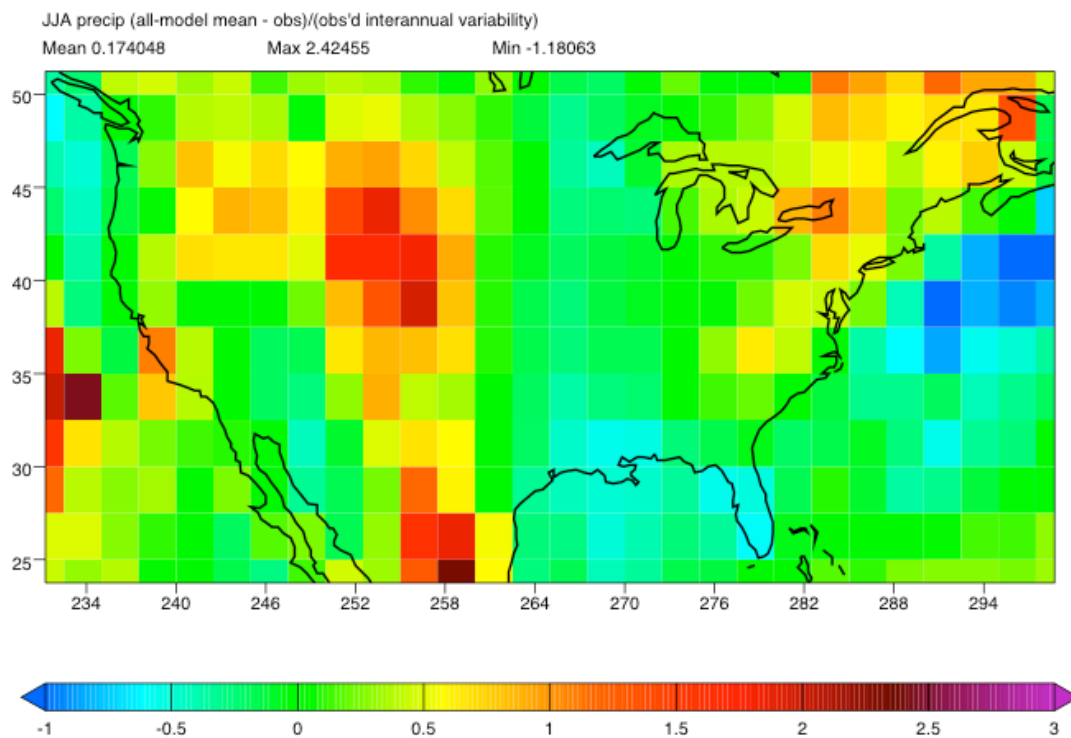 JJA precip (all-model mean - obs)/(obs'd interannual variability)
Mean 0.174048 Max 2.42455 Min -1.18063
50
45
40
35
30
25
234 240 246 252 258 264 270 276 282 288 294
-1 -0.5 0 0.5 1 1.5 2 2.5 3